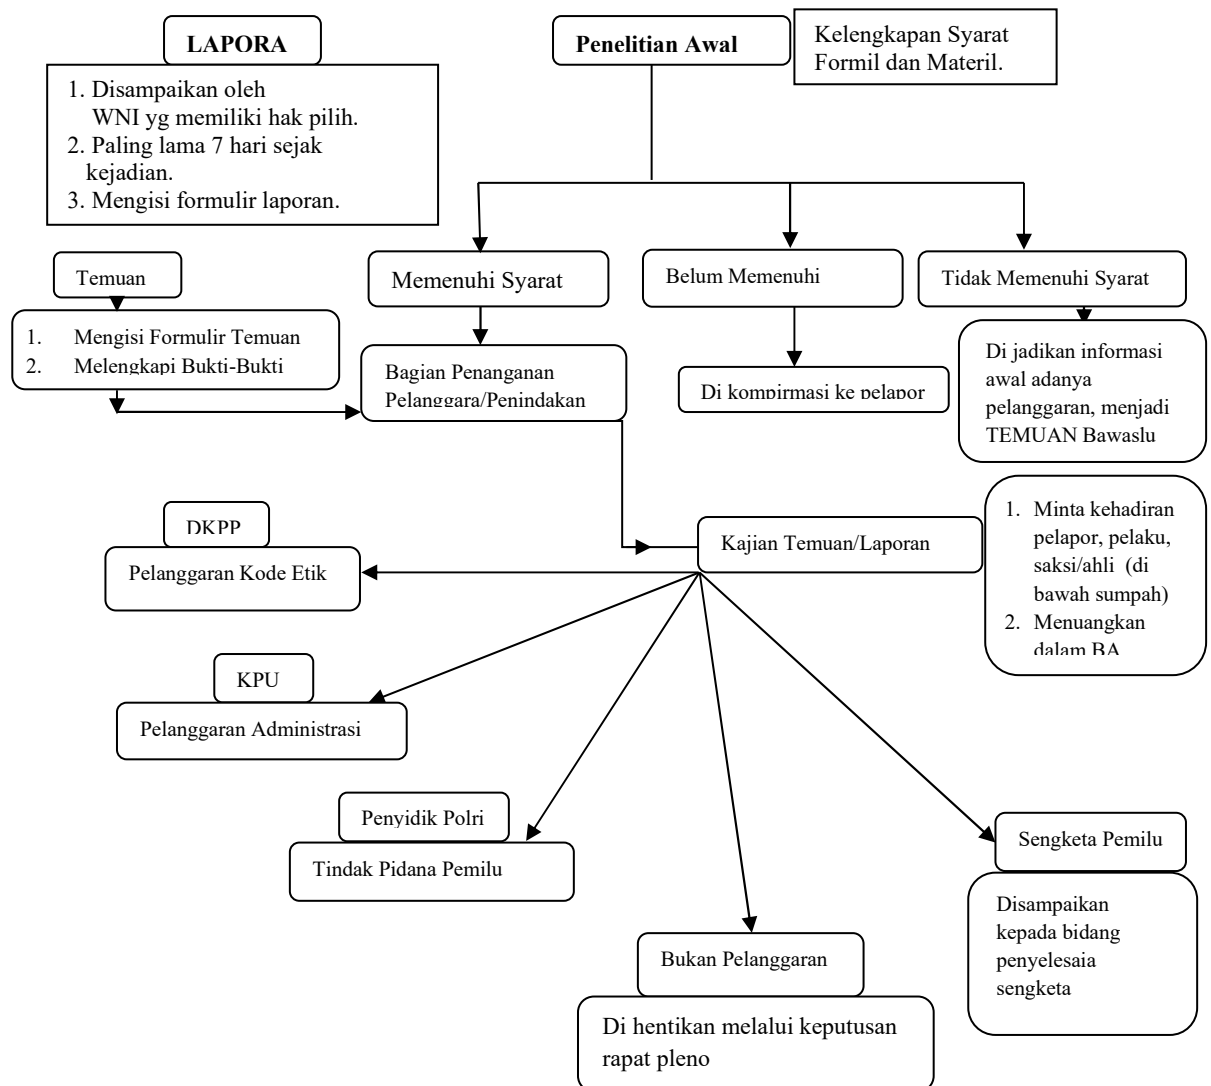 LAPORA
1. Disampaikan oleh
WNI yg memiliki hak pilih.
2. Paling lama 7 hari sejak
kejadian.
3. Mengisi formulir laporan.
Penelitian Awal
Kelengkapan Syarat
Formil dan Materil.
Temuan
1. Mengisi Formulir Temuan
2. Melengkapi Bukti-Bukti
Memenuhi Syarat
Bagian Penanganan
Pelanggara/Penindakan
Belum Memenuhi
Di kompirmasi ke pelapor
Tidak Memenuhi Syarat
Di jadikan informasi
awal adanya
pelanggaran, menjadi
TEMUAN Bawaslu
Kajian Temuan/Laporan
1. Minta kehadiran
pelapor, pelaku,
saksi/ahli (di
bawah sumpah)
2. Menuangkan
dalam BA
DKPP
Pelanggaran Kode Etik
KPU
Pelanggaran Administrasi
Penyidik Polri
Tindak Pidana Pemilu
Bukan Pelanggaran
Di hentikan melalui keputusan
rapat pleno
Sengketa Pemilu
Disampaikan
kepada bidang
penyelesaia
sengketa